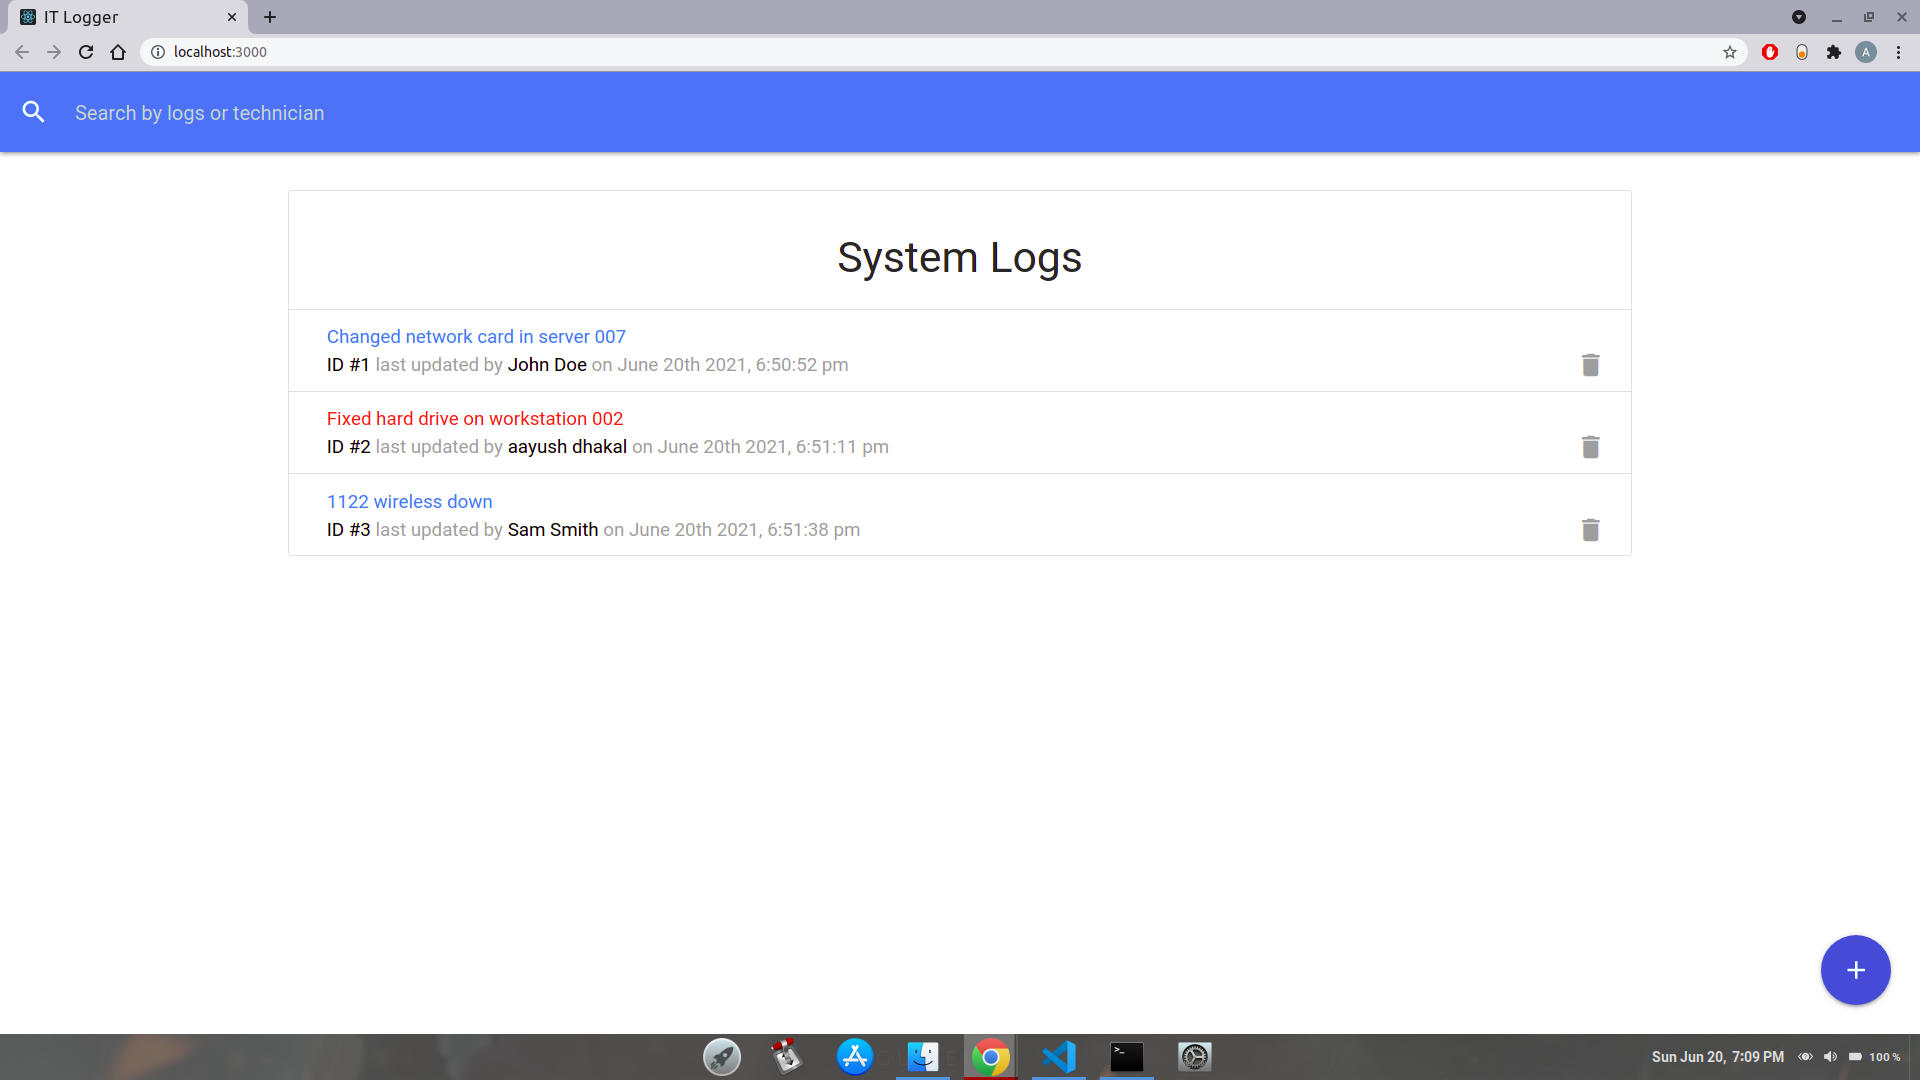 IT Logger
localhost:3000
A
Search by logs or technician
System Logs
Changed network card in server 007
ID #1 last updated by John Doe on June 20th 2021, 6:50:52 pm
Fixed hard drive on workstation 002
ID #2 last updated by aayush dhakal on June 20th 2021, 6:51:11 pm
1122 wireless down
ID #3 last updated by Sam Smith on June 20th 2021, 6:51:38 pm
Sun Jun 20, 7:09 PM 100 %